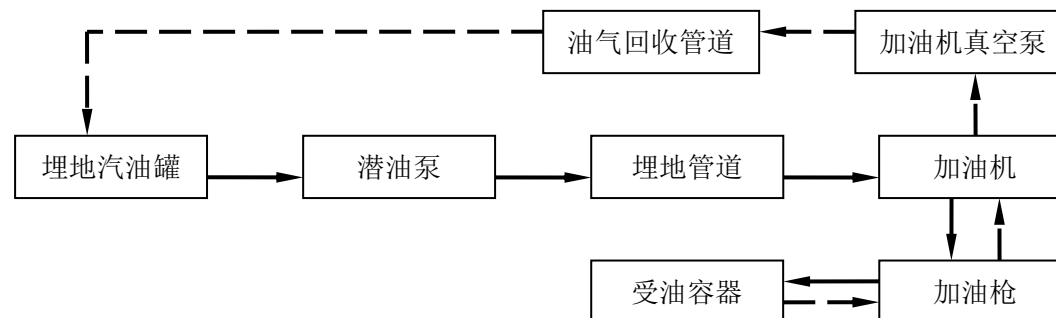 油气回收管道
加油机真空泵
埋地汽油罐
潜油泵
埋地管道
加油机
受油容器
加油枪